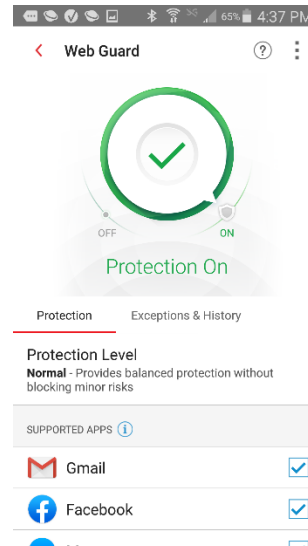 65% 4:37 PM
Web Guard
OFF ON
Protection On
Protection Exceptions & History
Protection Level
Normal - Provides balanced protection without
blocking minor risks
SUPPORTED APPS
Gmail
Facebook